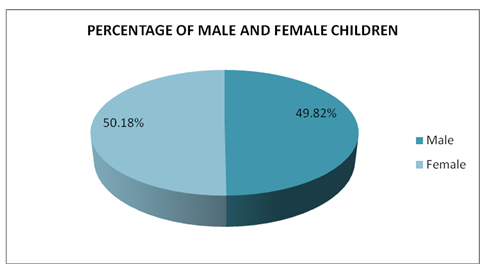 PERCENTAGE OF MALE AND FEMALE CHILDREN
50.18%
49.82%
Male
Female